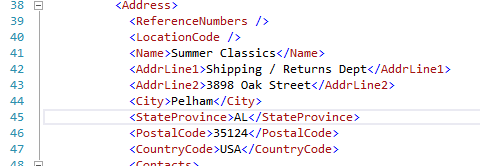 38 <Address>
39 <ReferenceNumbers />
40 <LocationCode />
41 <Name>Summer Classics</Name>
42 <AddrLine1>Shipping / Returns Dept</AddrLine1>
43 <AddrLine2>3898 Oak Street</AddrLine2>
44 <City>Pelham</City>
45 <StateProvince>AL</StateProvince>
46 <PostalCode>35124</PostalCode>
47 <CountryCode>USA</CountryCode>
48 <Contacts>